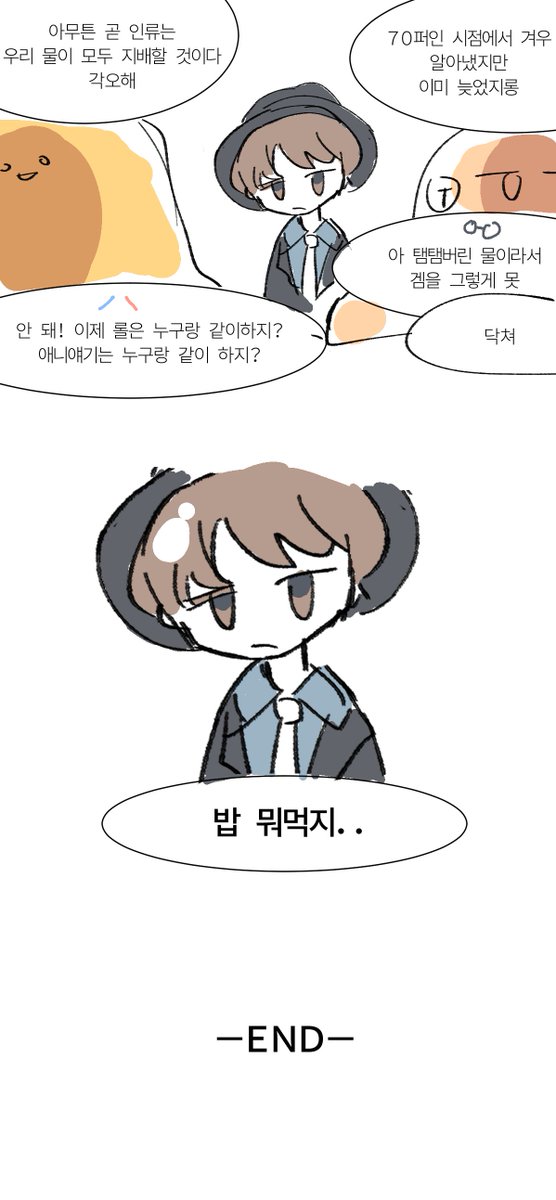 아무튼 곧 인류는
우리 물이 모두 지배할 것이다
각오해
70퍼인 시점에서 겨우
알아냈지만
이미 늦었지롱
아 탬탬버린 물이라서
겜을 그렇게 못
닥쳐
안 돼! 이제 롤은 누구랑 같이하지?
애니얘기는 누구랑 같이 하지?
밥 뭐먹지..
-END-